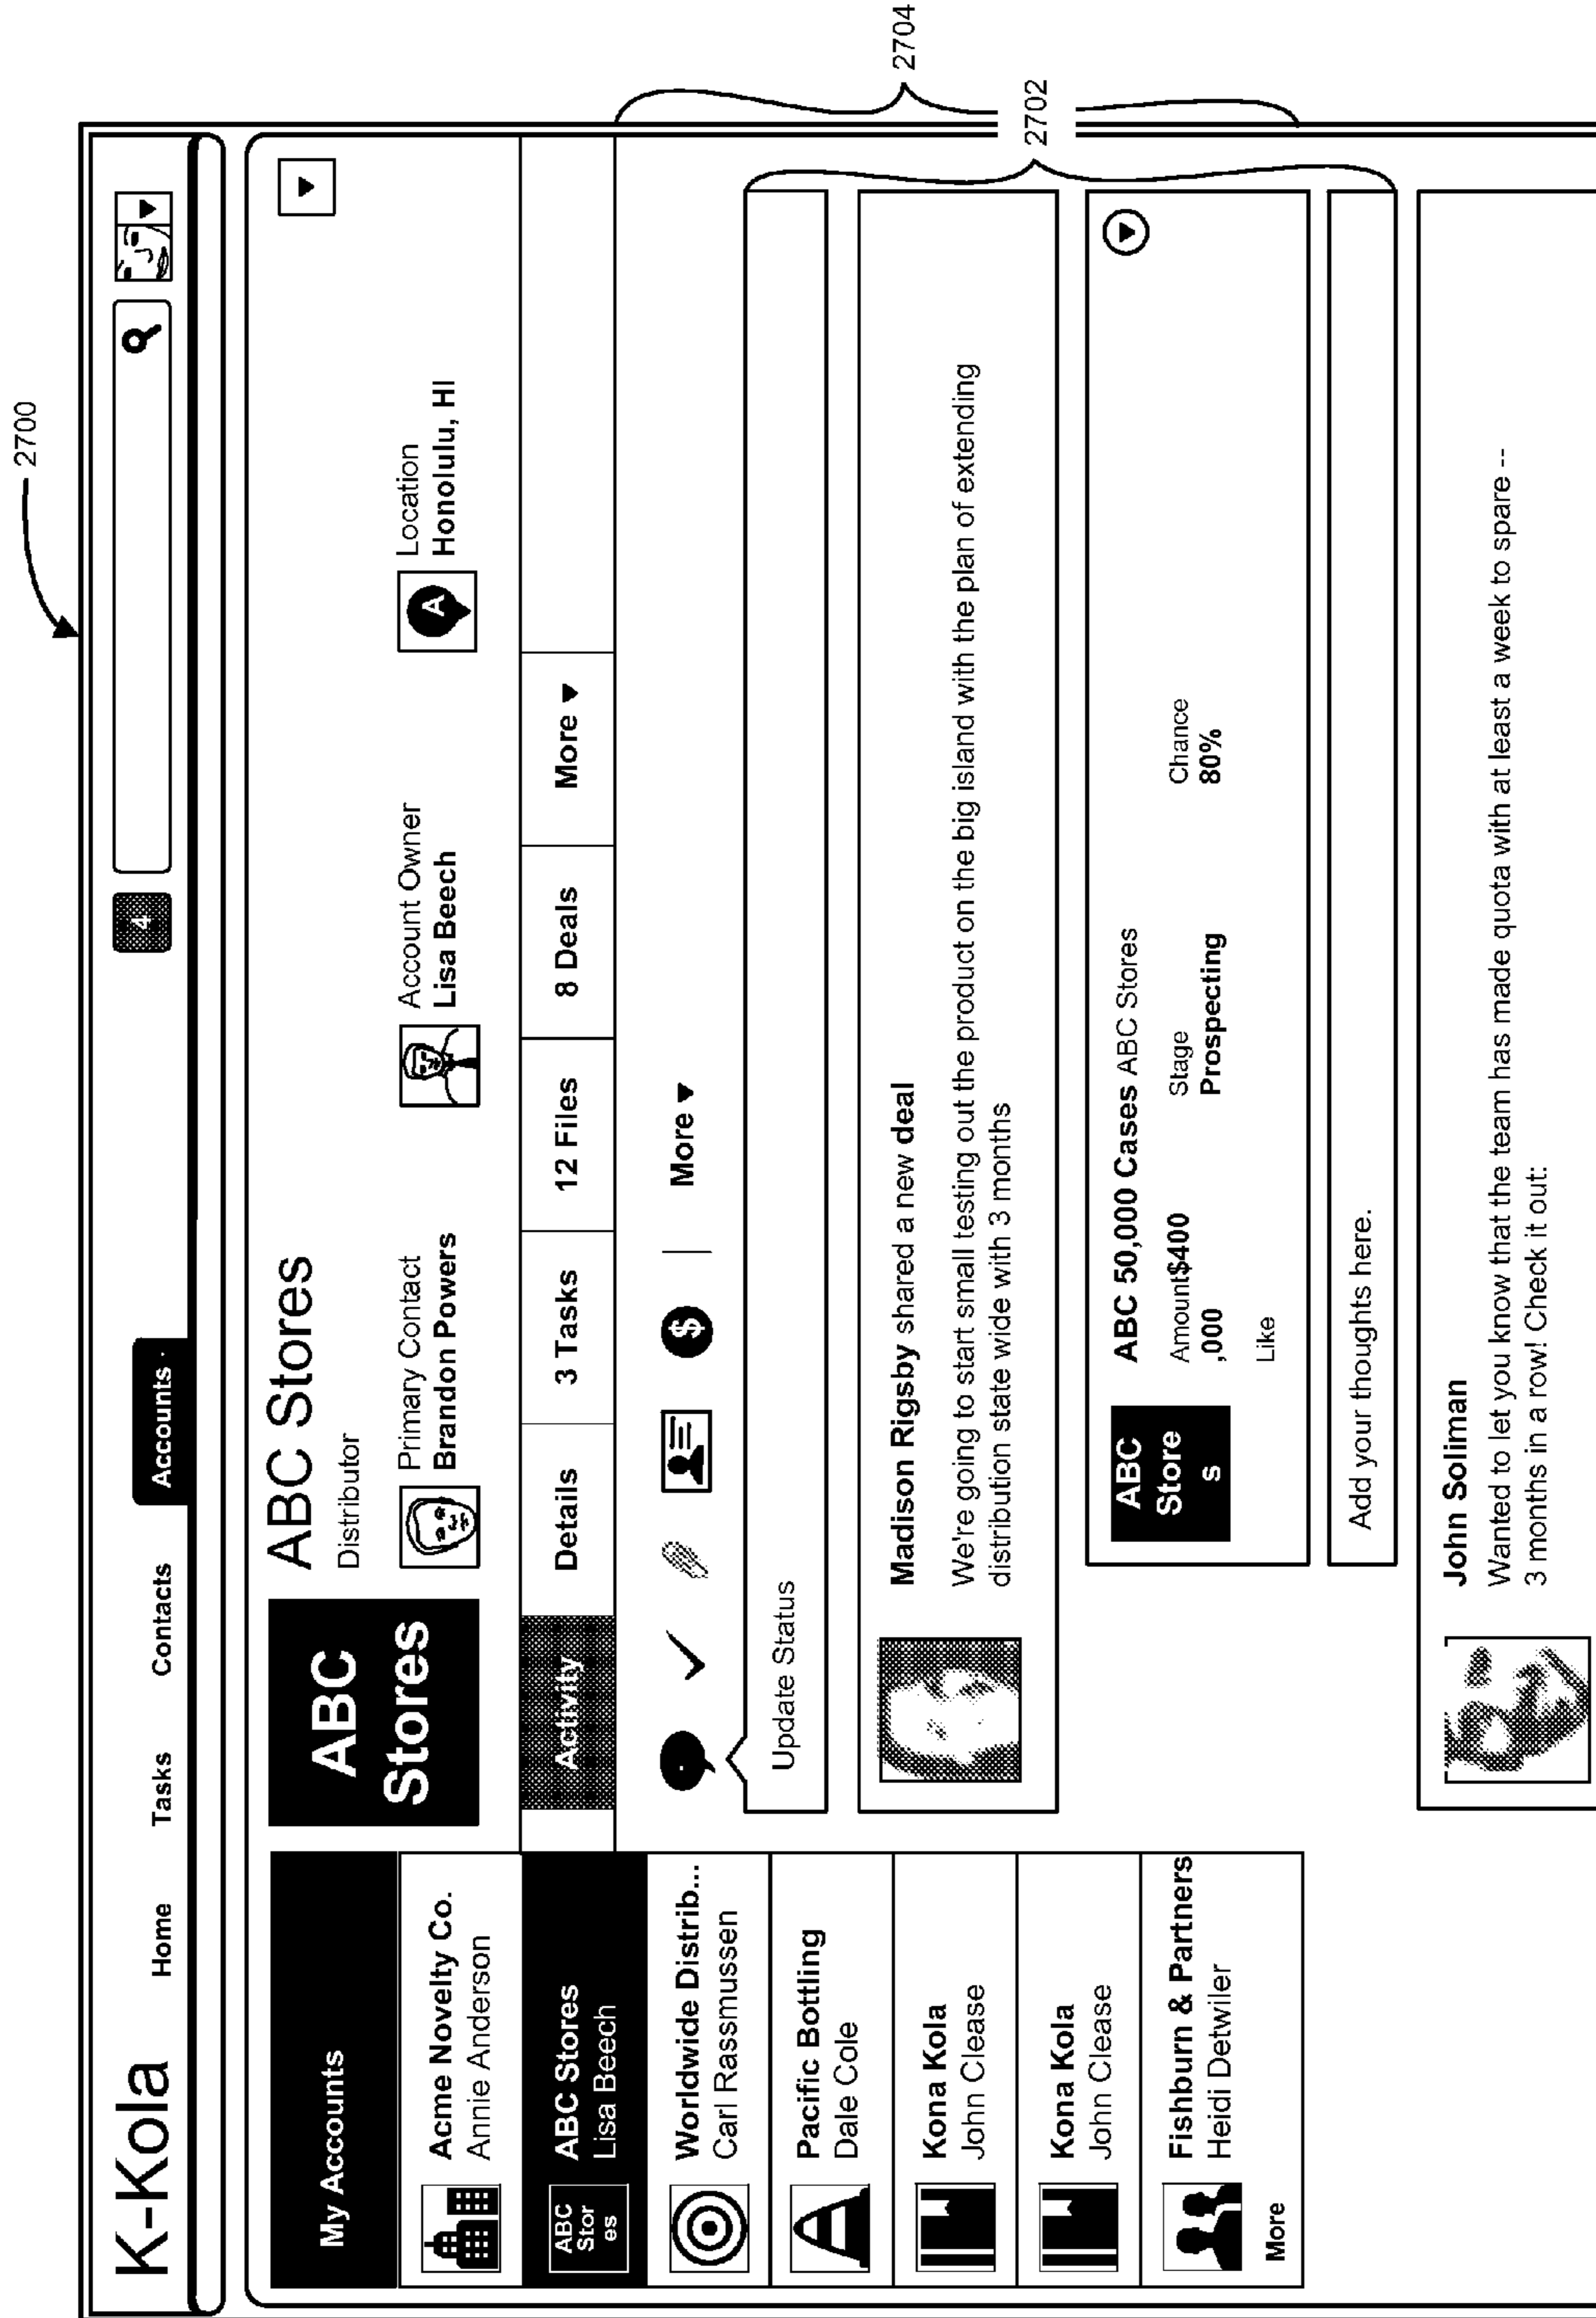 2700
K-Kola
Home
Tasks
Contacts
Accounts
4
My Accounts
Acme Novelty Co.
Annie Anderson
ABC
Stor
es
ABC Stores
Lisa Beech
Worldwide Distrib...
Carl Rassmussen
Pacific Bottling
Dale Cole
Kona Kola
John Clease
Kona Kola
John Clease
Fishburn & Partners
Heidi Detwiler
More
ABC
Stores
ABC Stores
Distributor
Primary Contact
Brandon Powers
Account Owner
Lisa Beech
A
Location
Honolulu, HI
Activity
Details
3 Tasks
12 Files
8 Deals
More
$
More
Update Status
Madison Rigsby shared a new deal
We're going to start small testing out the product on the big island with the plan of extending
distribution state wide with 3 months
ABC
Store
s
ABC 50,000 Cases ABC Stores
Amount$400
,000
Stage
Prospecting
Chance
80%
Like
Add your thoughts here.
John Soliman
Wanted to let you know that the team has made quota with at least a week to spare --
3 months in a row! Check it out:
2704
2702